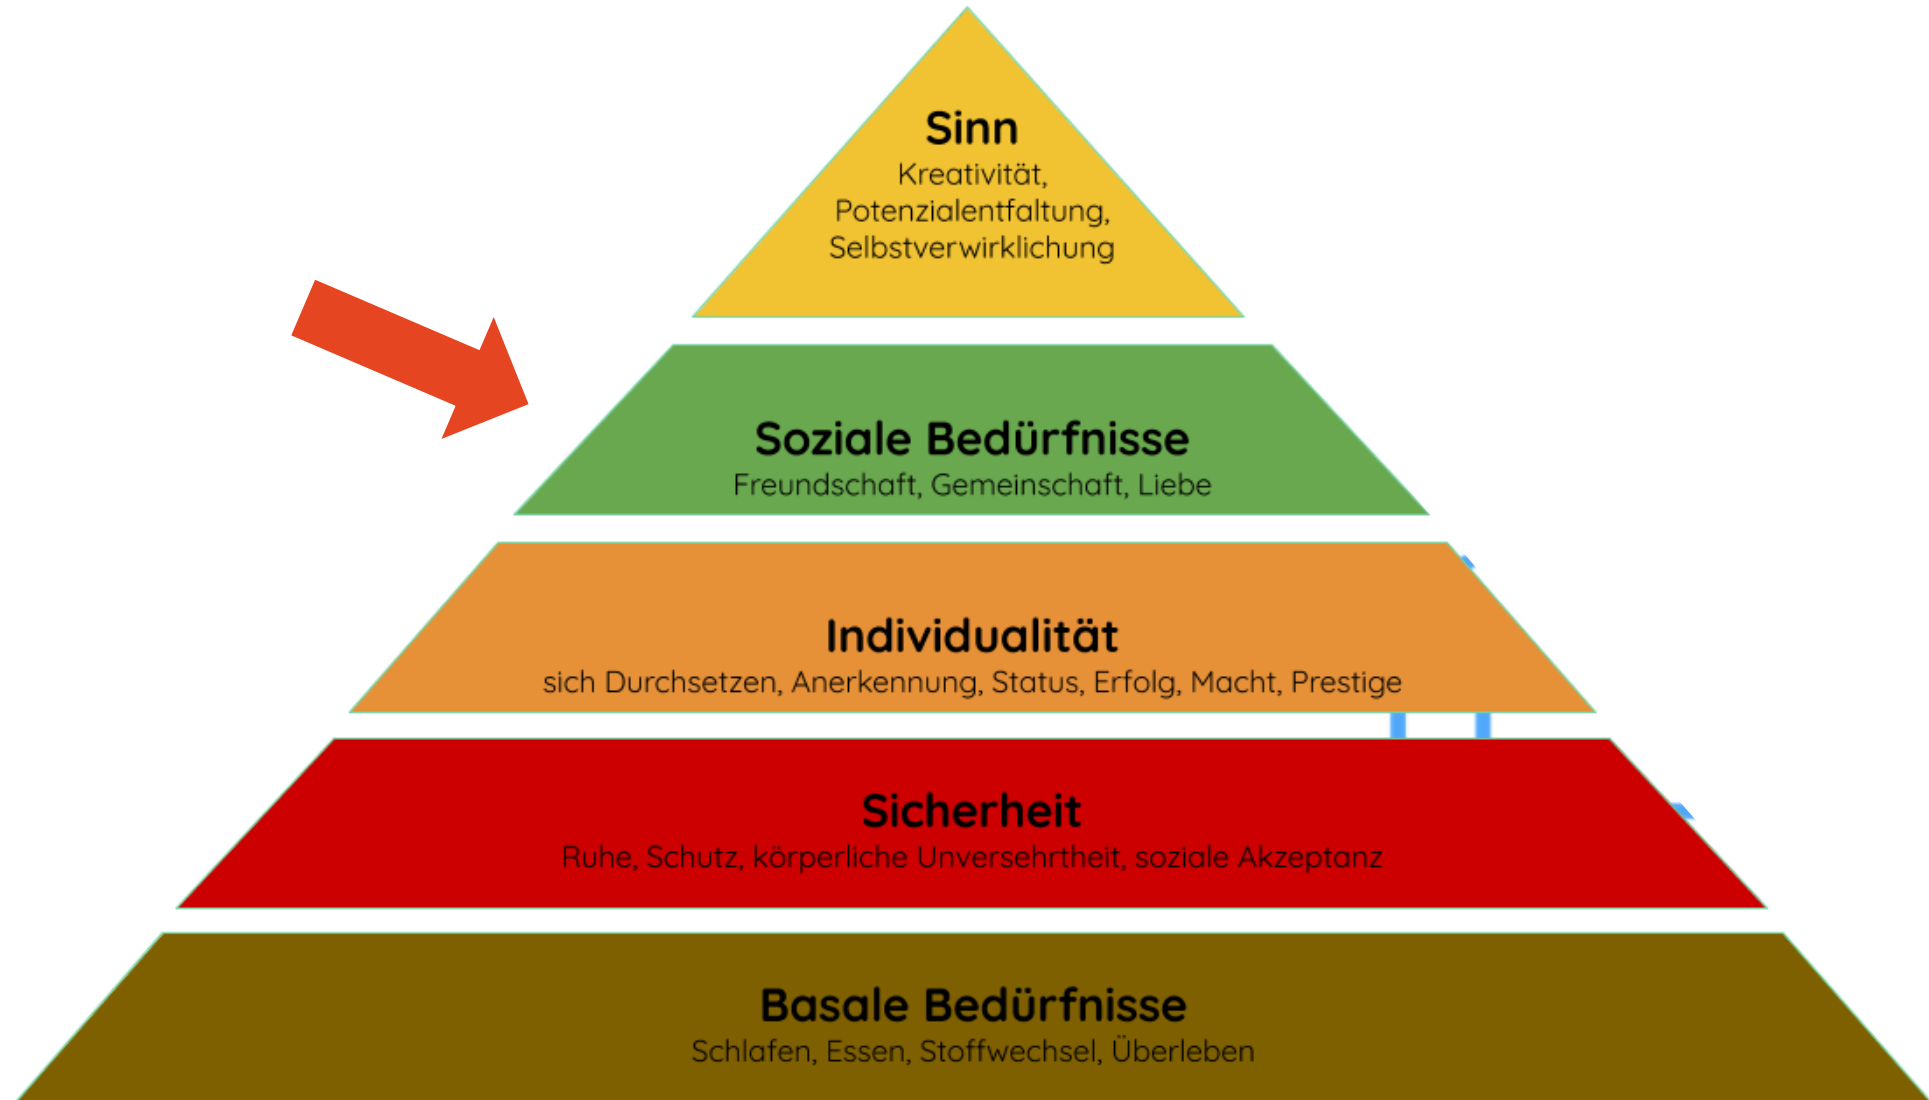 Sinn
Kreativität,
Potenzialentfaltung,
Selbstverwirklichung
Soziale Bedürfnisse
Freundschaft, Gemeinschaft, Liebe
Individualität
sich Durchsetzen, Anerkennung, Status, Erfolg, Macht, Prestige
Sicherheit
Ruhe, Schutz, körperliche Unversehrtheit, soziale Akzeptanz
Basale Bedürfnisse
Schlafen, Essen, Stoffwechsel, Überleben